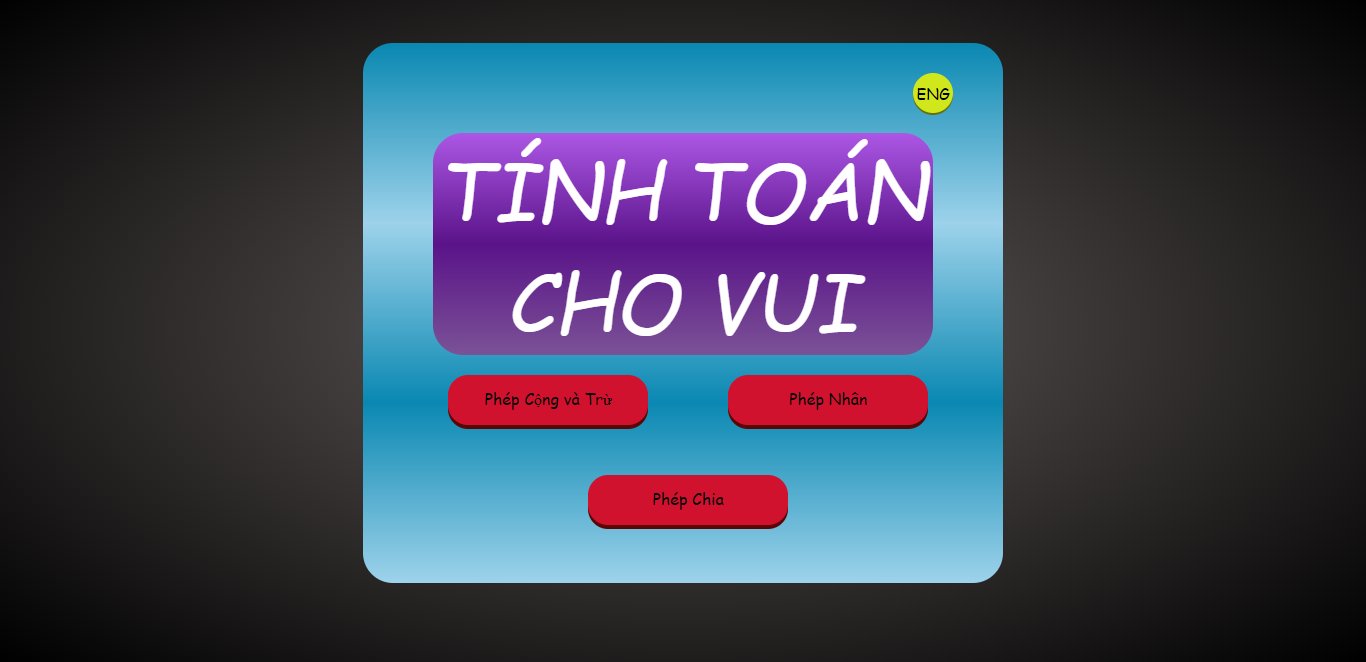 ENG
TÍNH TOÁN
CHO VUI
Phép Cộng và Trừ
Phép Nhân
Phép Chia